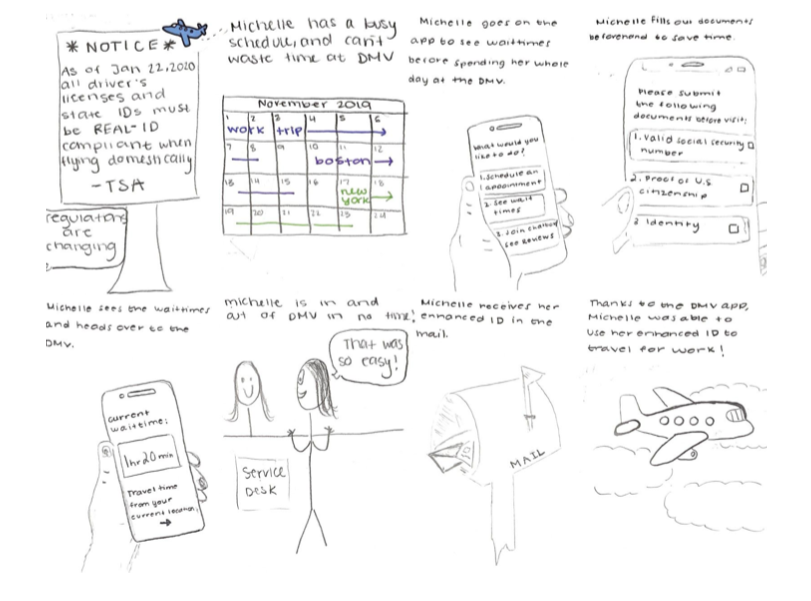 * NOTICE *
As of Jan 22, 2020
all driver's
licenses and
state IDs must
be REAL-ID
compliant when
flying domestically
-TSA
regulations
are
changing
Michelle has a busy
schedule, and can't
waste time at DMV
November 2019
1 2 3 4 5 6
work trip
7 8 9 10 11 12
boston
13 14 15 16 17 18
new
york
19 20 21 22 23 24
Michelle goes on the
app to see waittimes
before spending her whole
day at the DMV.
What would you
like to do?
1. Schedule an
appointment
2. See wait
times
3. Join chatbot
see Reviews
Michelle fills out documents
beforehand to save time.
Please submit
the following
documents before visit:
1. Valid social security
number
2. Proof of U.S
citizenship
3 Identity
Michelle sees the waittimes
and heads over to the
DMV.
current
waittime:
1hr20min
Travel time
from your
current location:
michelle is in and
out of DMV in no time!
That was
so easy!
Service
DESK
Michelle receives her
enhanced ID in the
mail.
MAIL
Thanks to the DMV app,
Michelle was able to
use her enhanced ID to
travel for work!